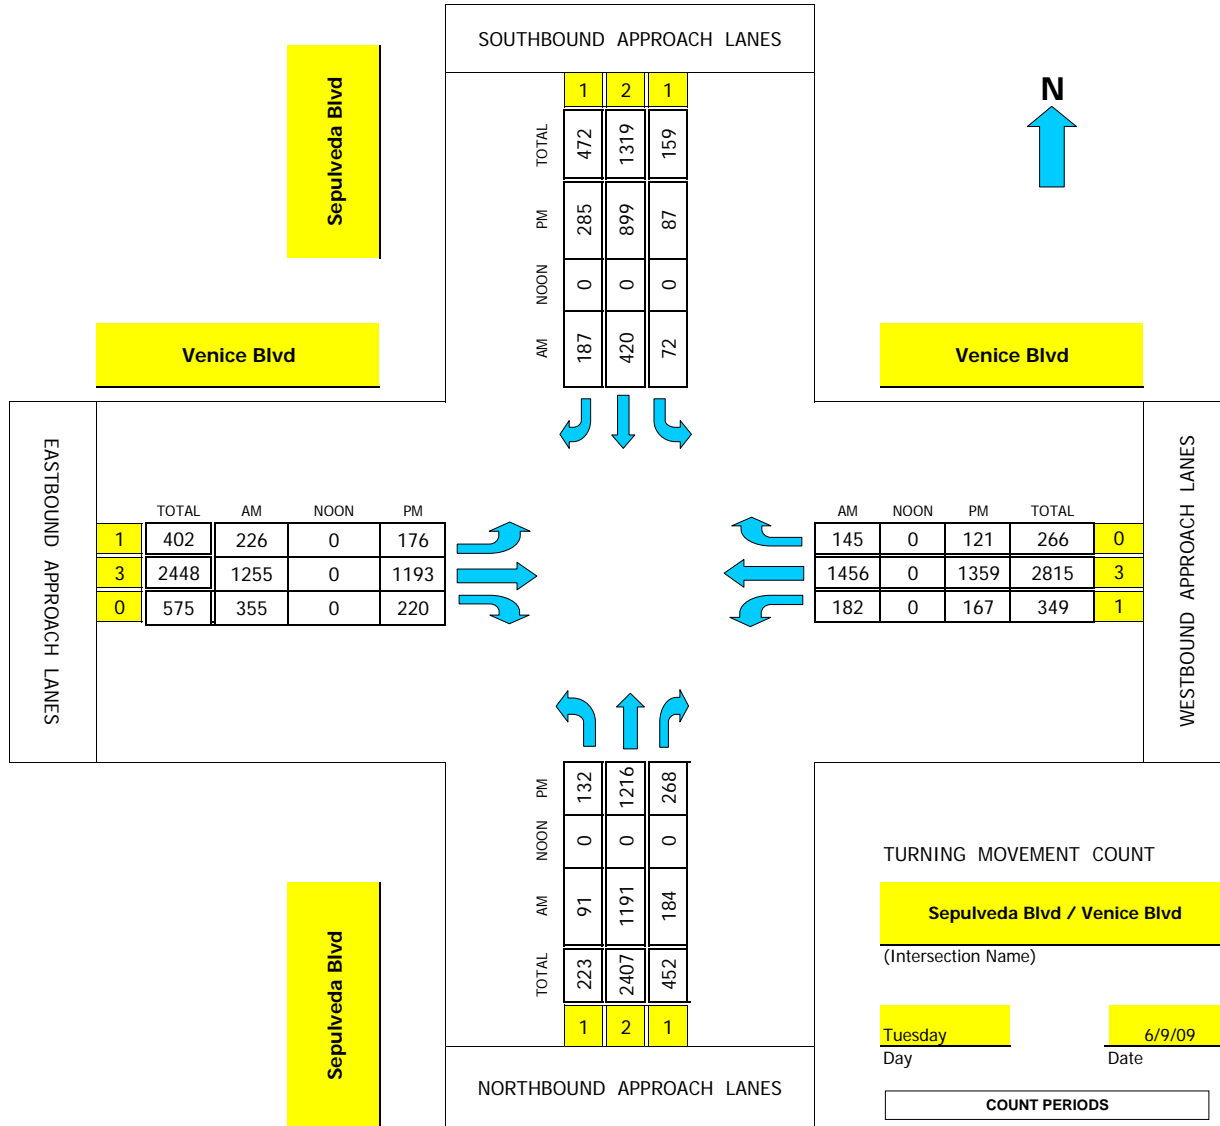 SOUTHBOUND APPROACH LANES
1 2 1
TOTAL 472 1319 159
PM 285 899 87
NOON 0 0 0
AM 187 420 72
Sepulveda Blvd
N
Venice Blvd
Venice Blvd
EASTBOUND APPROACH LANES
TOTAL AM NOON PM
1 402 226 0 176
3 2448 1255 0 1193
0 575 355 0 220
AM NOON PM TOTAL
145 0 121 266 0
1456 0 1359 2815 3
182 0 167 349 1
WESTBOUND APPROACH LANES
PM 132 1216 268
NOON 0 0 0
AM 91 1191 184
TOTAL 223 2407 452
1 2 1
NORTHBOUND APPROACH LANES
Sepulveda Blvd
TURNING MOVEMENT COUNT
Sepulveda Blvd / Venice Blvd
(Intersection Name)
Tuesday 6/9/09
Day Date
COUNT PERIODS